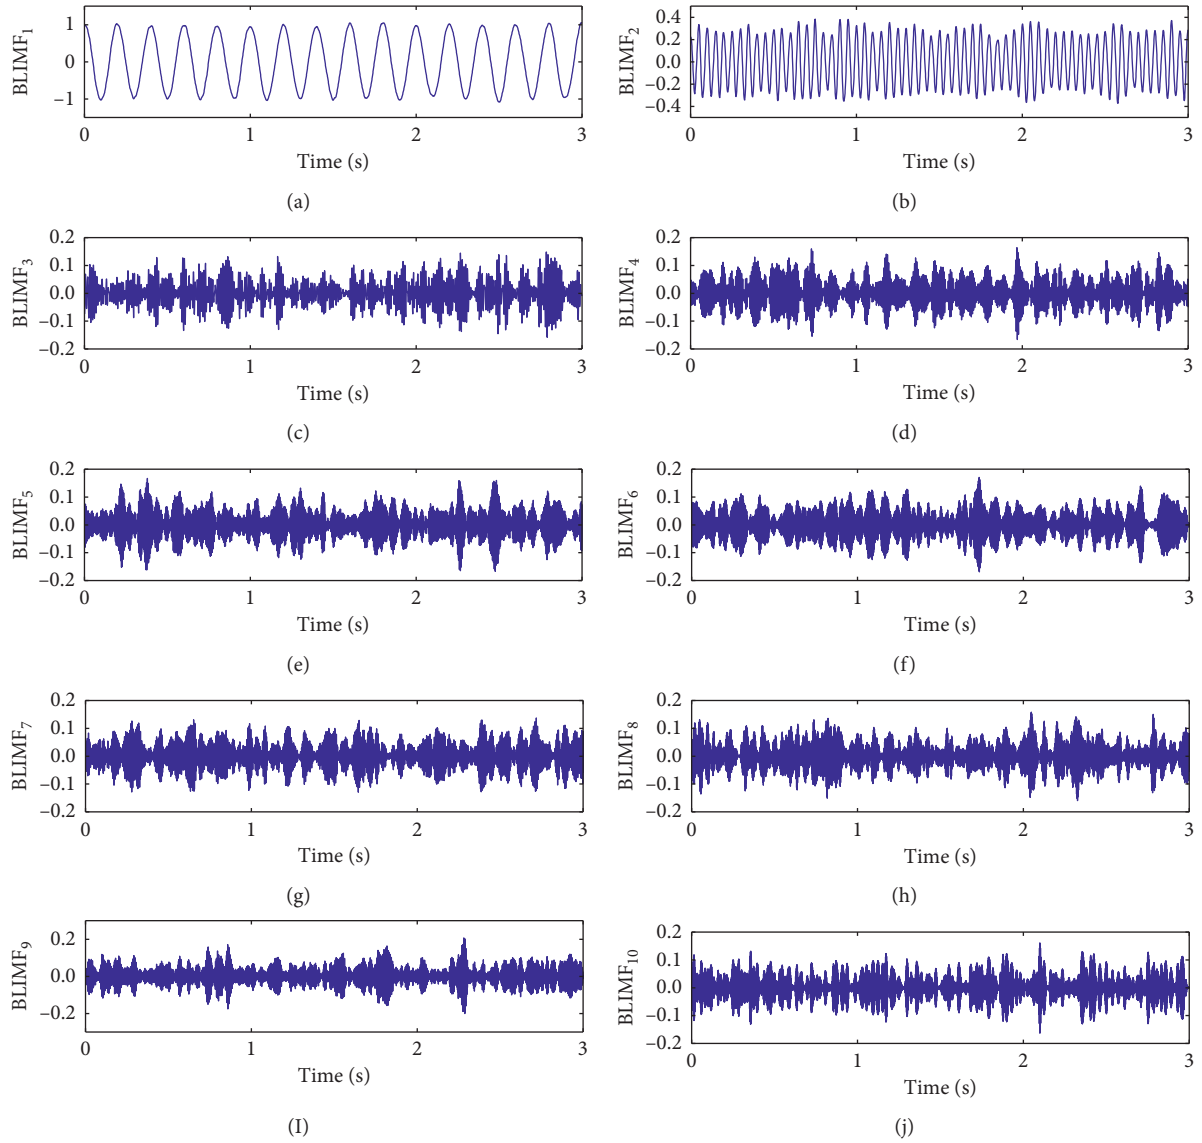 BLIMF1
1
0
−1
0 1 2 3
Time (s)
(a)
BLIMF2
0.4
0.2
0.0
−0.2
−0.4
0 1 2 3
Time (s)
(b)
BLIMF3
0.2
0.1
0.0
−0.1
−0.2
0 1 2 3
Time (s)
(c)
BLIMF4
0.2
0.1
0.0
−0.1
−0.2
0 1 2 3
Time (s)
(d)
BLIMF5
0.2
0.1
0.0
−0.1
−0.2
0 1 2 3
Time (s)
(e)
BLIMF6
0.2
0.1
0.0
−0.1
−0.2
0 1 2 3
Time (s)
(f)
BLIMF7
0.2
0.1
0.0
−0.1
−0.2
0 1 2 3
Time (s)
(g)
BLIMF8
0.2
0.1
0.0
−0.1
−0.2
0 1 2 3
Time (s)
(h)
BLIMF9
0.2
0.0
−0.2
0 1 2 3
Time (s)
(I)
BLIMF10
0.2
0.1
0.0
−0.1
−0.2
0 1 2 3
Time (s)
(j)